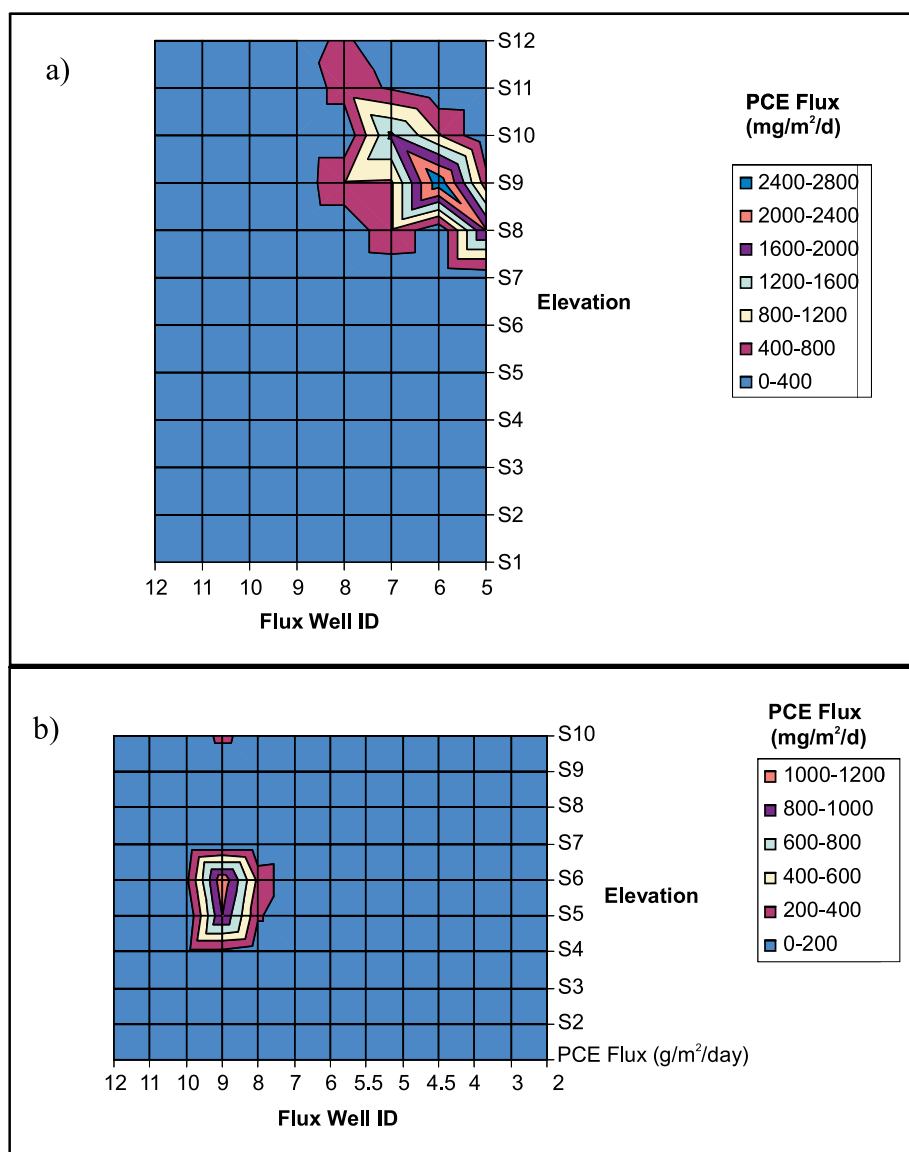 a)
S12
S11
S10
S9
S8
S7
S6
S5
S4
S3
S2
S1
Elevation
12 11 10 9 8 7 6 5
Flux Well ID
PCE Flux
(mg/m²/d)
2400-2800
2000-2400
1600-2000
1200-1600
800-1200
400-800
0-400
b)
S10
S9
S8
S7
S6
S5
S4
S3
S2
PCE Flux (g/m²/day)
Elevation
12 11 10 9 8 7 6 5.5 5 4.5 4 3 2
Flux Well ID
PCE Flux
(mg/m²/d)
1000-1200
800-1000
600-800
400-600
200-400
0-200